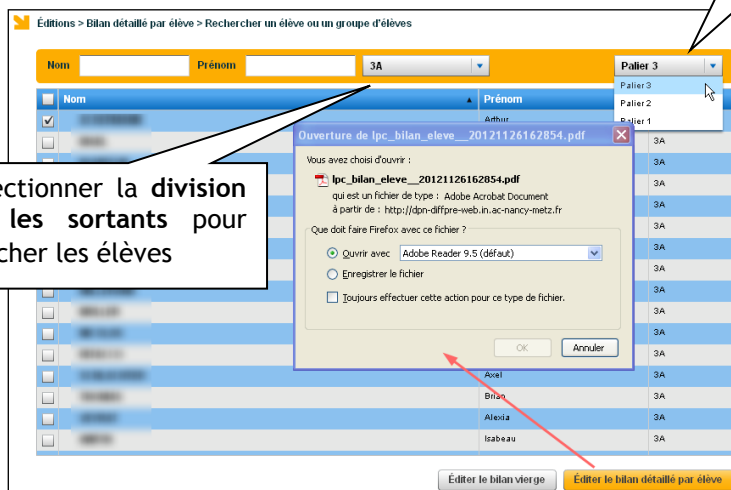 Éditions > Bilan détaillé par élève > Rechercher un élève ou un groupe d'élèves
Nom Prénom 3A Palier 3
Palier 3
Palier 2
Palier 1
Nom Prénom
Arthur
Ouverture de lpc_bilan_eleve__20121126162854.pdf
Vous avez choisi d'ouvrir :
lpc_bilan_eleve__20121126162854.pdf
qui est un fichier de type : Adobe Acrobat Document
à partir de : http://dpn-diffpre-web.in.ac-nancy-metz.fr
Que doit faire Firefox avec ce fichier ?
Ouvrir avec Adobe Reader 9.5 (défaut)
Enregistrer le fichier
Toujours effectuer cette action pour ce type de fichier.
OK Annuler
ectionner la division
les sortants pour
cher les élèves
3A
3A
3A
3A
3A
3A
3A
3A
3A
3A
3A
Axel 3A
Brian 3A
Alexia 3A
Isabeau 3A
Éditer le bilan vierge Éditer le bilan détaillé par élève